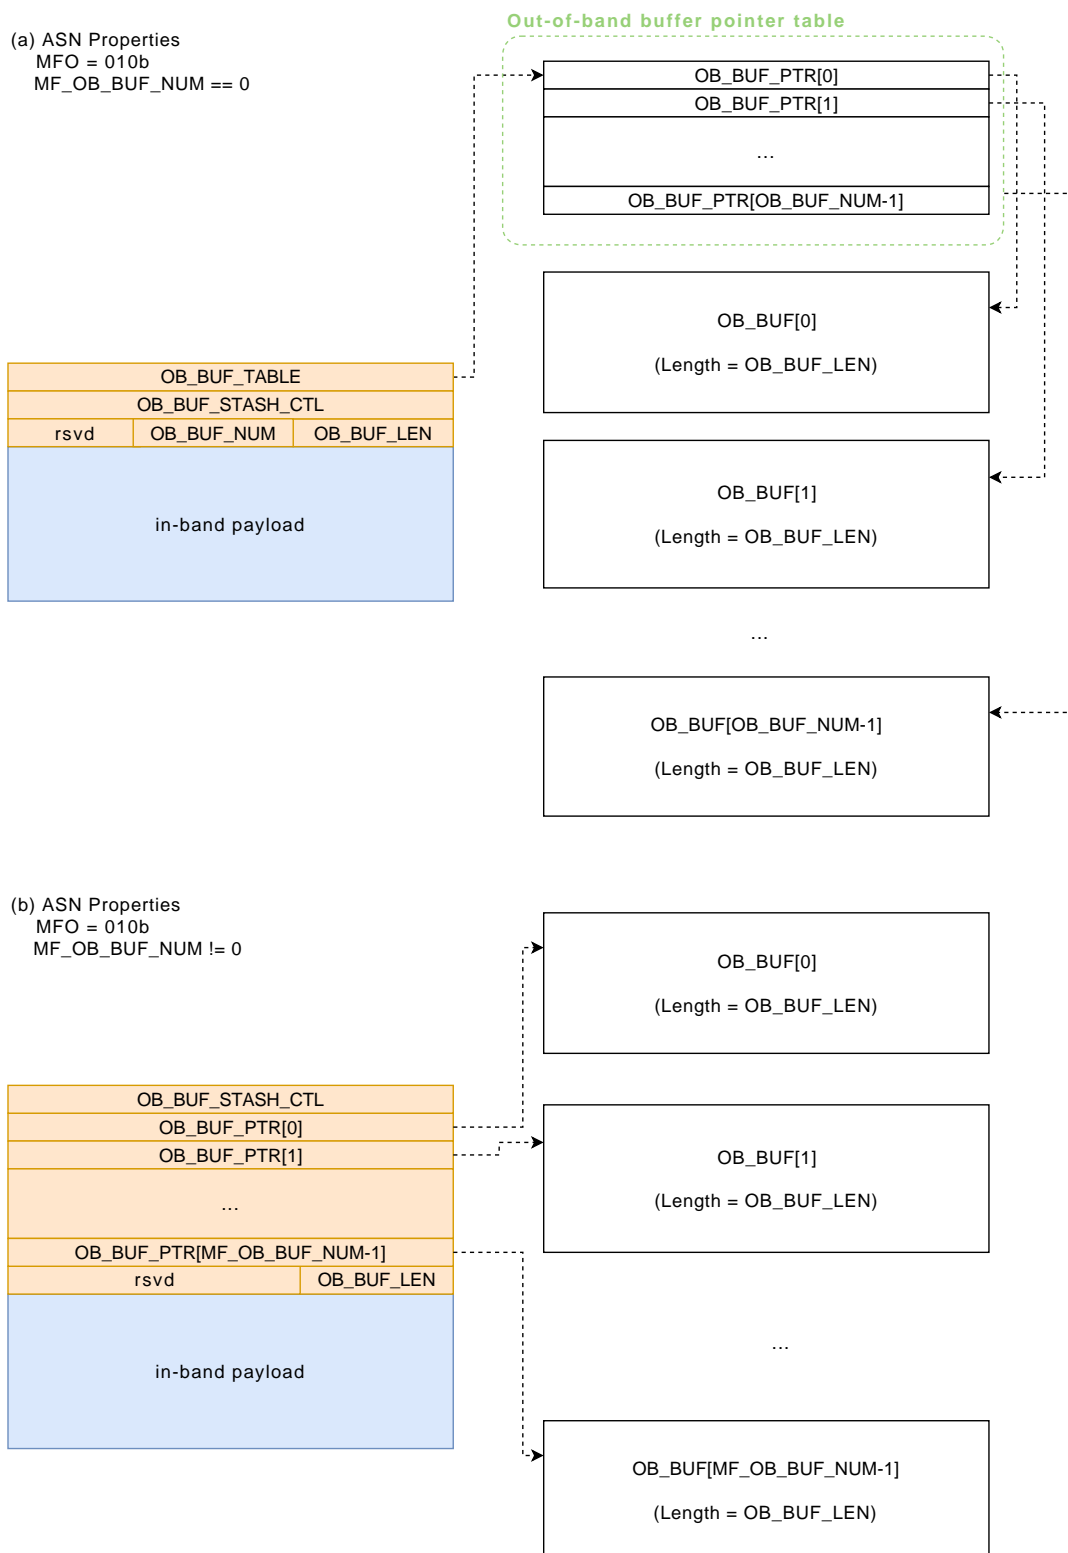 Out-of-band buffer pointer table
(a) ASN Properties
MFO = 010b
MF_OB_BUF_NUM == 0
OB_BUF_PTR[0]
OB_BUF_PTR[1]
...
OB_BUF_PTR[OB_BUF_NUM-1]
OB_BUF[0]
(Length = OB_BUF_LEN)
OB_BUF_TABLE
OB_BUF_STASH_CTL
rsvd OB_BUF_NUM OB_BUF_LEN
in-band payload
OB_BUF[1]
(Length = OB_BUF_LEN)
...
OB_BUF[OB_BUF_NUM-1]
(Length = OB_BUF_LEN)
(b) ASN Properties
MFO = 010b
MF_OB_BUF_NUM != 0
OB_BUF[0]
(Length = OB_BUF_LEN)
OB_BUF_STASH_CTL
OB_BUF_PTR[0]
OB_BUF_PTR[1]
...
OB_BUF_PTR[MF_OB_BUF_NUM-1]
rsvd OB_BUF_LEN
in-band payload
OB_BUF[1]
(Length = OB_BUF_LEN)
...
OB_BUF[MF_OB_BUF_NUM-1]
(Length = OB_BUF_LEN)